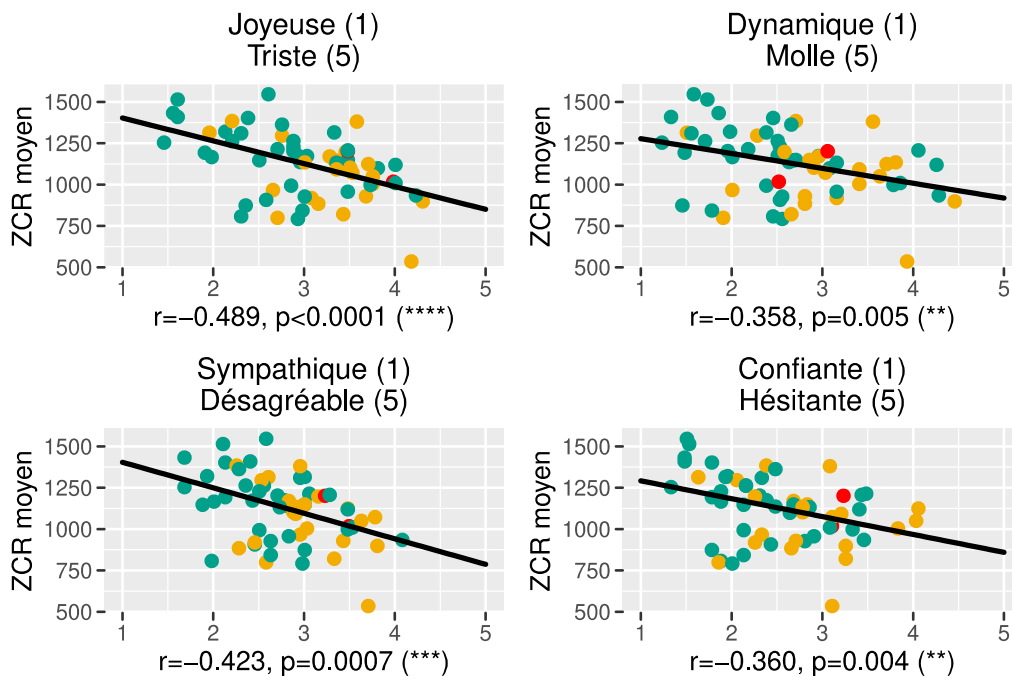 Joyeuse (1)
Triste (5)
ZCR moyen
1500
1250
1000
750
500
1 2 3 4 5
r=−0.489, p<0.0001 (****)
Dynamique (1)
Molle (5)
ZCR moyen
1500
1250
1000
750
500
1 2 3 4 5
r=−0.358, p=0.005 (**)
Sympathique (1)
Désagréable (5)
ZCR moyen
1500
1250
1000
750
500
1 2 3 4 5
r=−0.423, p=0.0007 (***)
Confiante (1)
Hésitante (5)
ZCR moyen
1500
1250
1000
750
500
1 2 3 4 5
r=−0.360, p=0.004 (**)